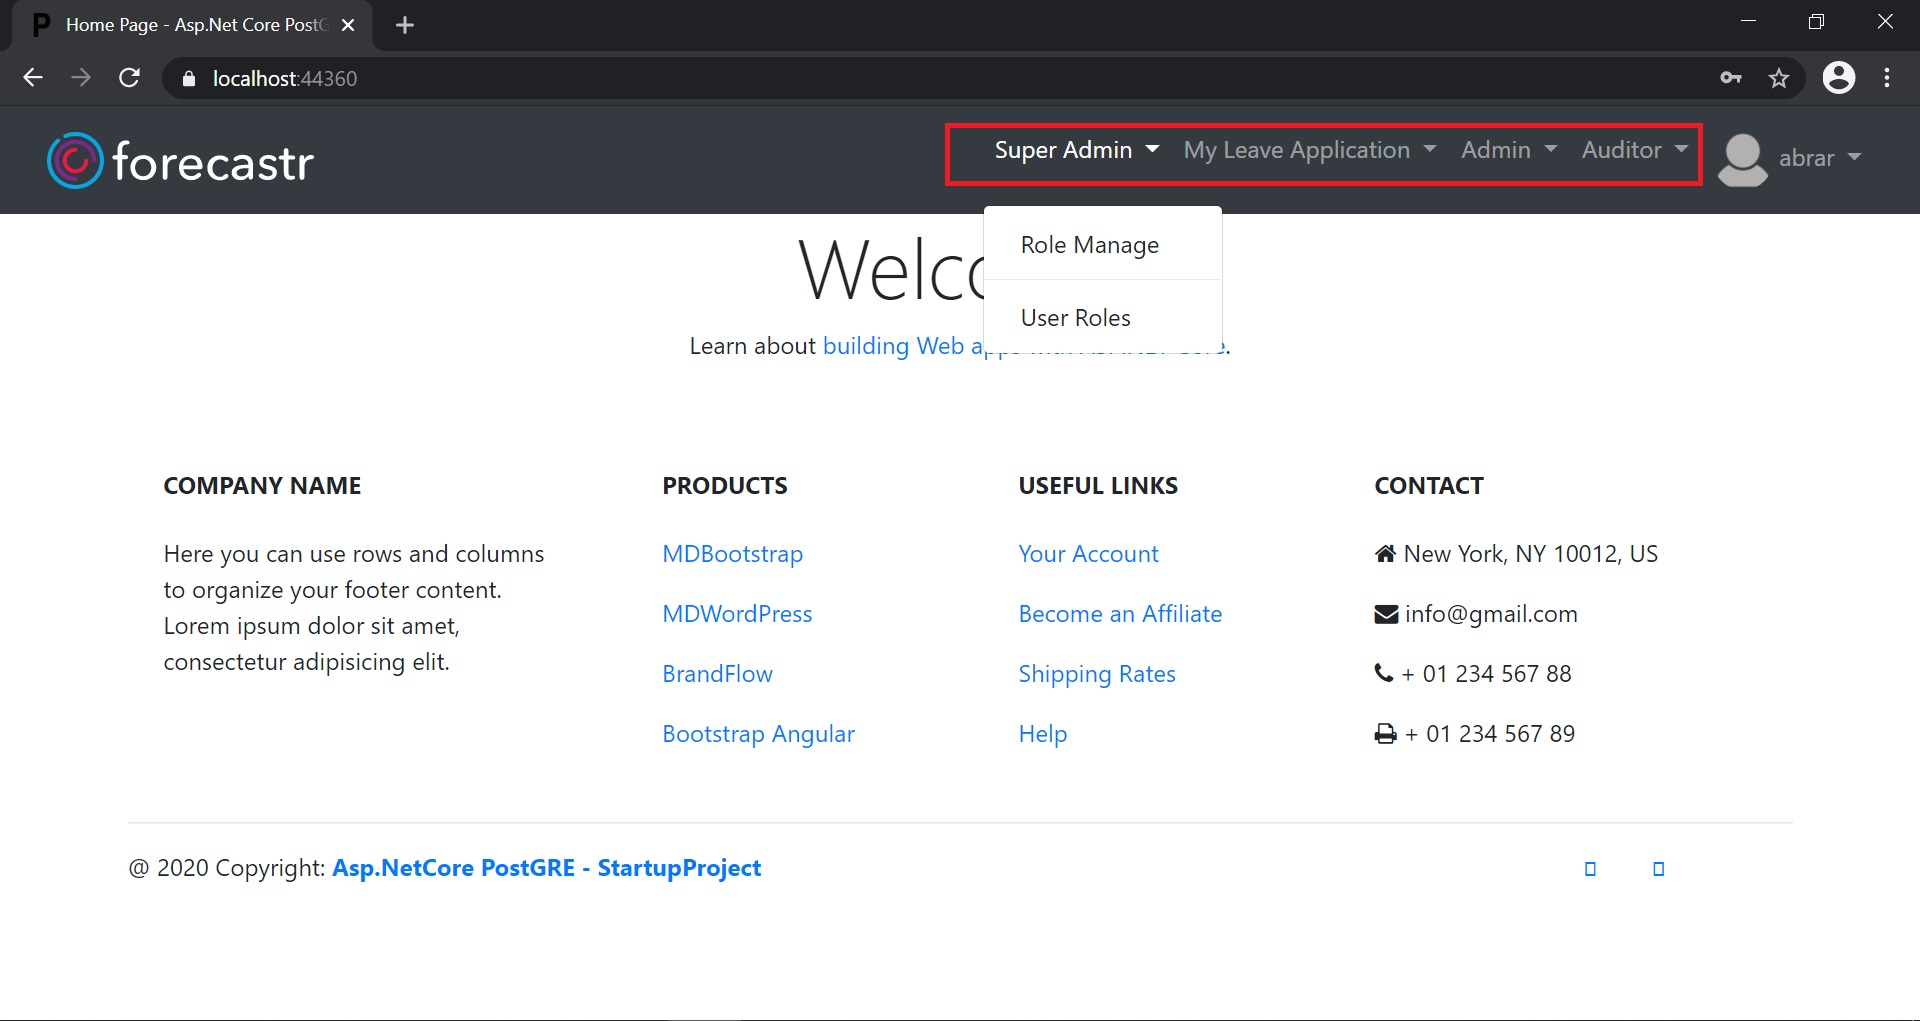 P Home Page - Asp.Net Core Post
localhost:44360
forecastr
Super Admin My Leave Application Admin Auditor abrar
Role Manage
User Roles
Learn about building Web
COMPANY NAME
Here you can use rows and columns
to organize your footer content.
Lorem ipsum dolor sit amet,
consectetur adipisicing elit.
PRODUCTS
MDBootstrap
MDWordPress
BrandFlow
Bootstrap Angular
USEFUL LINKS
Your Account
Become an Affiliate
Shipping Rates
Help
CONTACT
New York, NY 10012, US
info@gmail.com
+ 01 234 567 88
+ 01 234 567 89
@ 2020 Copyright: Asp.NetCore PostGRE - StartupProject